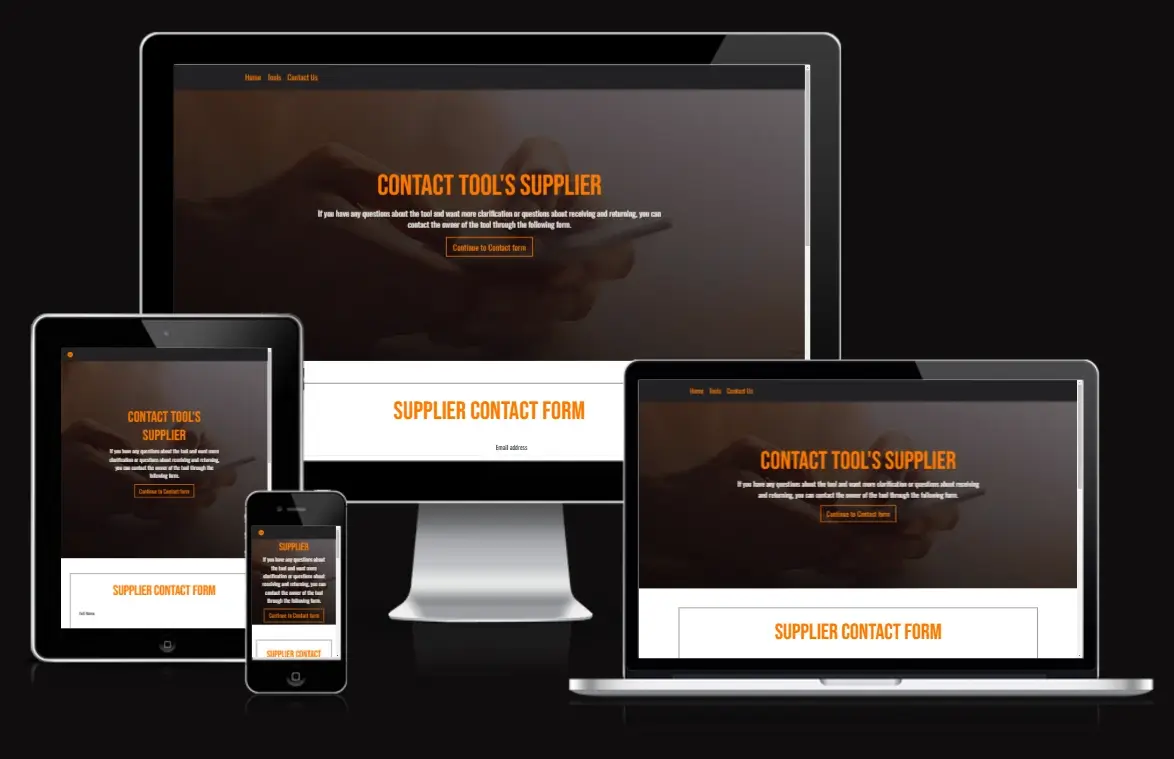 Home Tools Contact Us
CONTACT TOOL'S SUPPLIER
If you have any questions about the tool and want more clarification or questions about receiving and returning, you can
contact the owner of the tool through the following form.
Continue to Contact form
SUPPLIER CONTACT FORM
Email address
CONTACT TOOL'S
SUPPLIER
If you have any questions about the tool and want more
clarification or questions about receiving and returning,
you can contact the owner of the tool through the
following form.
Continue to Contact form
SUPPLIER CONTACT FORM
Full Name
SUPPLIER
If you have any questions about
the tool and want more
clarification or questions about
receiving and returning, you can
contact the owner of the tool
through the following form.
Continue to Contact form
SUPPLIER CONTACT
Home Tools Contact Us
CONTACT TOOL'S SUPPLIER
If you have any questions about the tool and want more clarification or questions about receiving
and returning, you can contact the owner of the tool through the following form.
Continue to Contact form
SUPPLIER CONTACT FORM